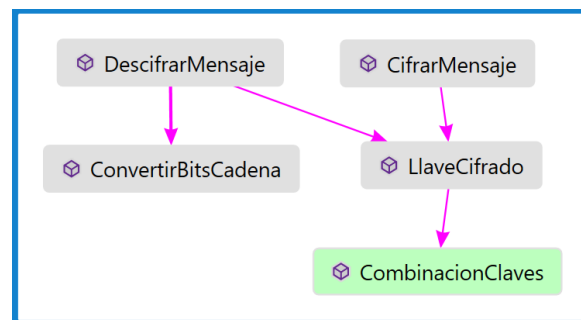 DescifrarMensaje
CifrarMensaje
ConvertirBitsCadena
LlaveCifrado
CombinacionClaves